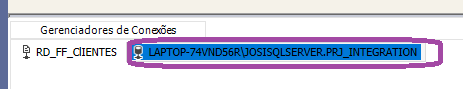 Gerenciadores de Conexões
RD_FF_ClIENTES LAPTOP-74VND56R\JOSISQLSERVER.PRJ_INTEGRATION